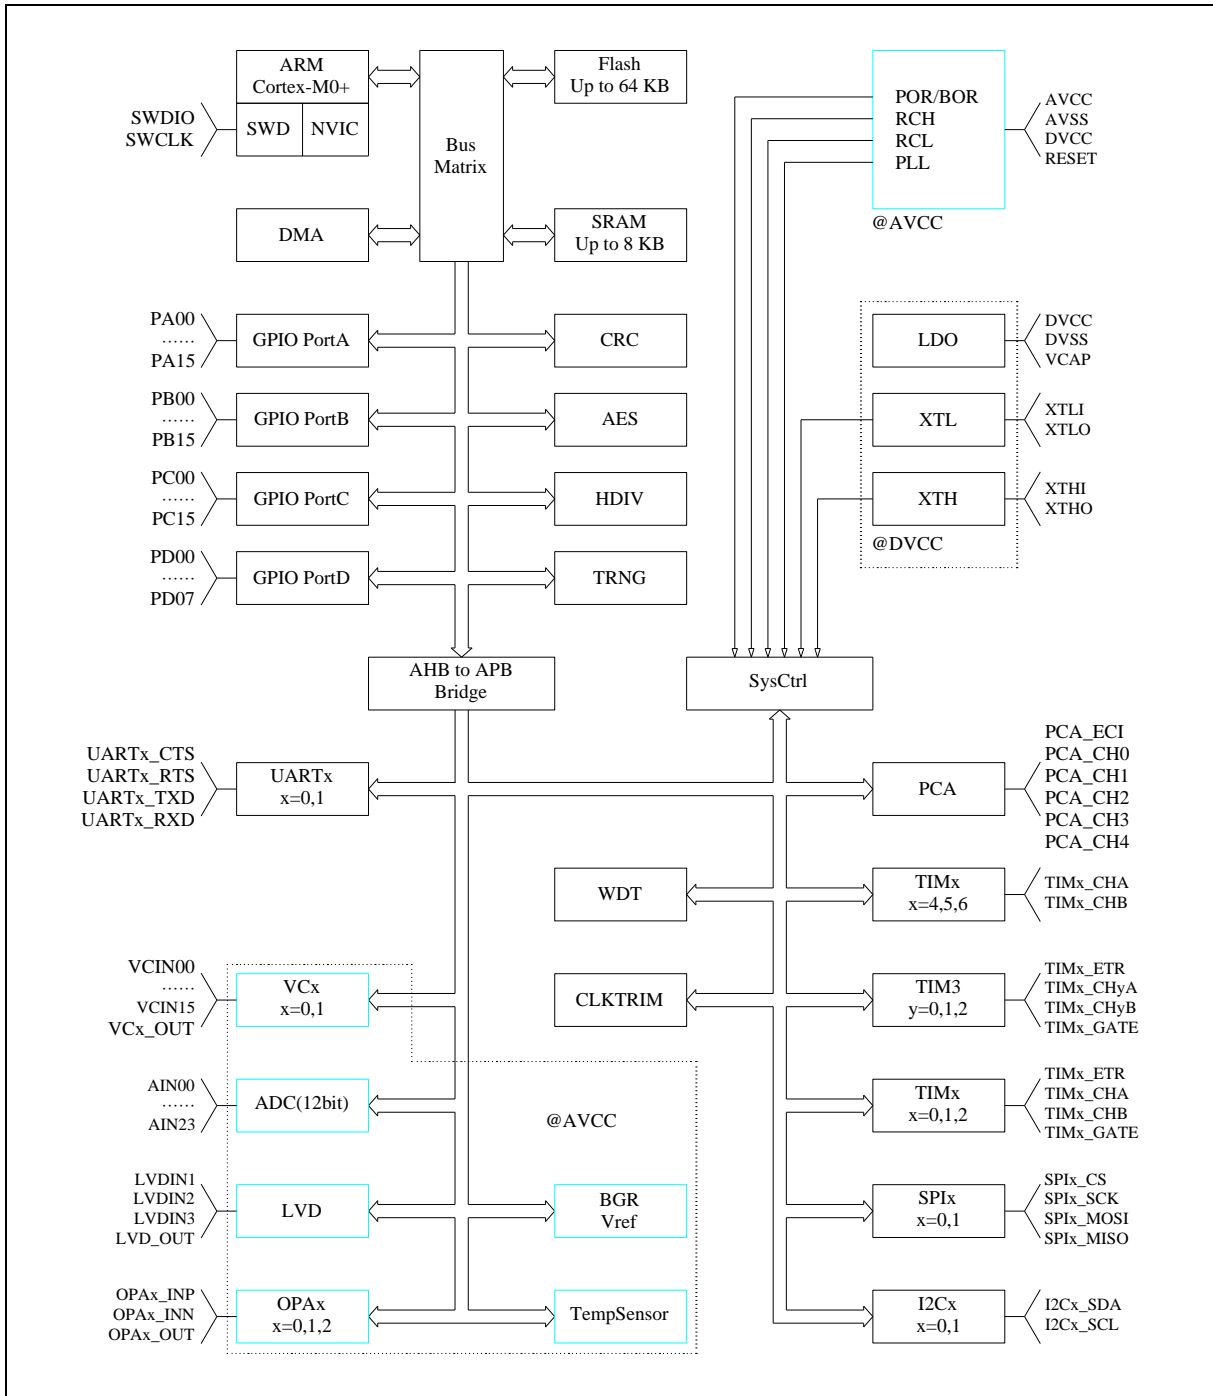 ARM
Cortex-M0+
SWD
NVIC
SWDIO
SWCLK
Bus
Matrix
Flash
Up to 64 KB
DMA
SRAM
Up to 8 KB
POR/BOR
RCH
RCL
PLL
AVCC
AVSS
DVCC
RESET
@AVCC
PA00
......
PA15
GPIO PortA
CRC
LDO
DVCC
DVSS
VCAP
PB00
......
PB15
GPIO PortB
AES
XTL
XTLI
XTLO
PC00
......
PC15
GPIO PortC
HDIV
XTH
XTHI
XTHO
@DVCC
PD00
......
PD07
GPIO PortD
TRNG
AHB to APB
Bridge
SysCtrl
UARTx_CTS
UARTx_RTS
UARTx_TXD
UARTx_RXD
UARTx
x=0,1
PCA
PCA_ECI
PCA_CH0
PCA_CH1
PCA_CH2
PCA_CH3
PCA_CH4
WDT
TIMx
x=4,5,6
TIMx_CHA
TIMx_CHB
VCIN00
......
VCIN15
VCx_OUT
VCx
x=0,1
CLKTRIM
TIM3
y=0,1,2
TIMx_ETR
TIMx_CHyA
TIMx_CHyB
TIMx_GATE
AIN00
......
AIN23
ADC(12bit)
@AVCC
TIMx
x=0,1,2
TIMx_ETR
TIMx_CHA
TIMx_CHB
TIMx_GATE
LVDIN1
LVDIN2
LVDIN3
LVD_OUT
LVD
BGR
Vref
SPIx
x=0,1
SPIx_CS
SPIx_SCK
SPIx_MOSI
SPIx_MISO
OPAx_INP
OPAx_INN
OPAx_OUT
OPAx
x=0,1,2
TempSensor
I2Cx
x=0,1
I2Cx_SDA
I2Cx_SCL